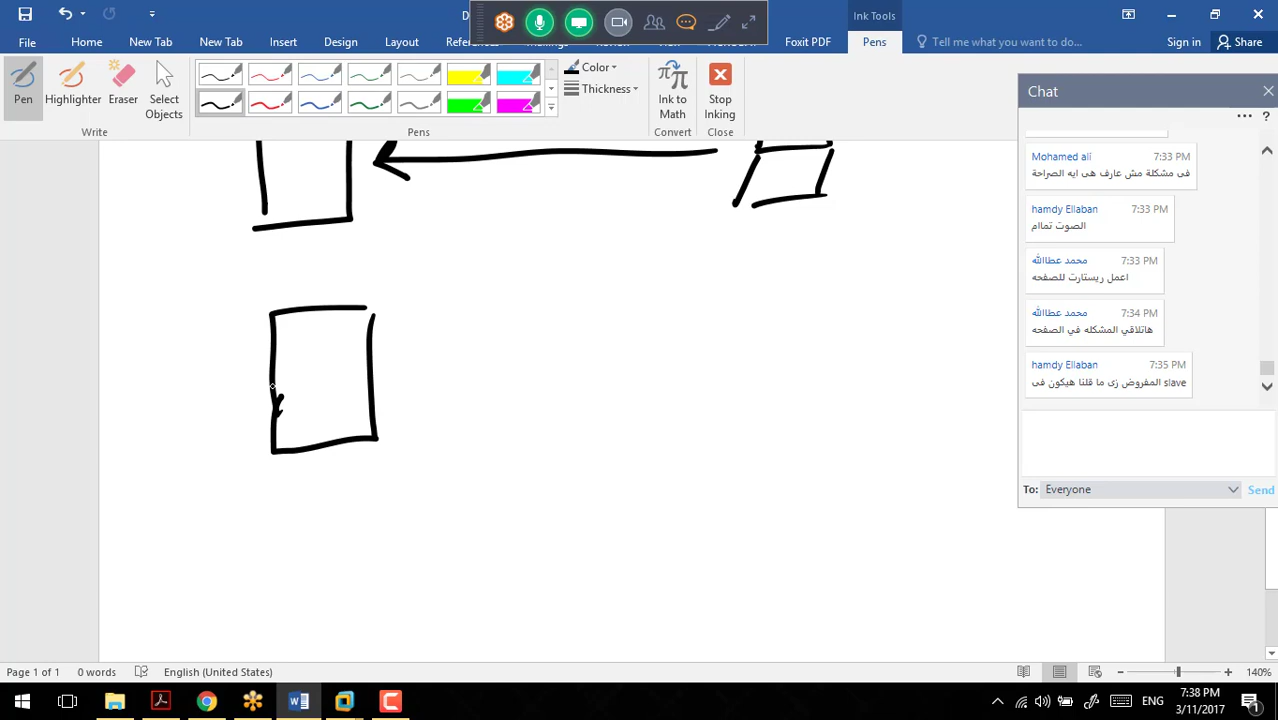 Ink Tools
File
Home
New Tab
New Tab
Insert
Design
Layout
Foxit PDF
Pens
Tell me what you want to do...
Sign in
Share
Pen
Highlighter
Eraser
Select Objects
Color
Thickness
Ink to Math
Stop Inking
Write
Pens
Convert
Close
Chat
Mohamed ali 7:33 PM
فى مشكلة مش عارف هى ايه الصراحة
hamdy Ellaban 7:33 PM
الصوت تماام
محمد عطاالله 7:33 PM
اعمل ريستارت للصفحه
محمد عطاالله 7:34 PM
هاتلاقي المشكله في الصفحه
hamdy Ellaban 7:35 PM
المفروض زى ما قلنا هيكون فى slave
To: Everyone
Send
Page 1 of 1
0 words
English (United States)
140%
ENG
7:38 PM
3/11/2017